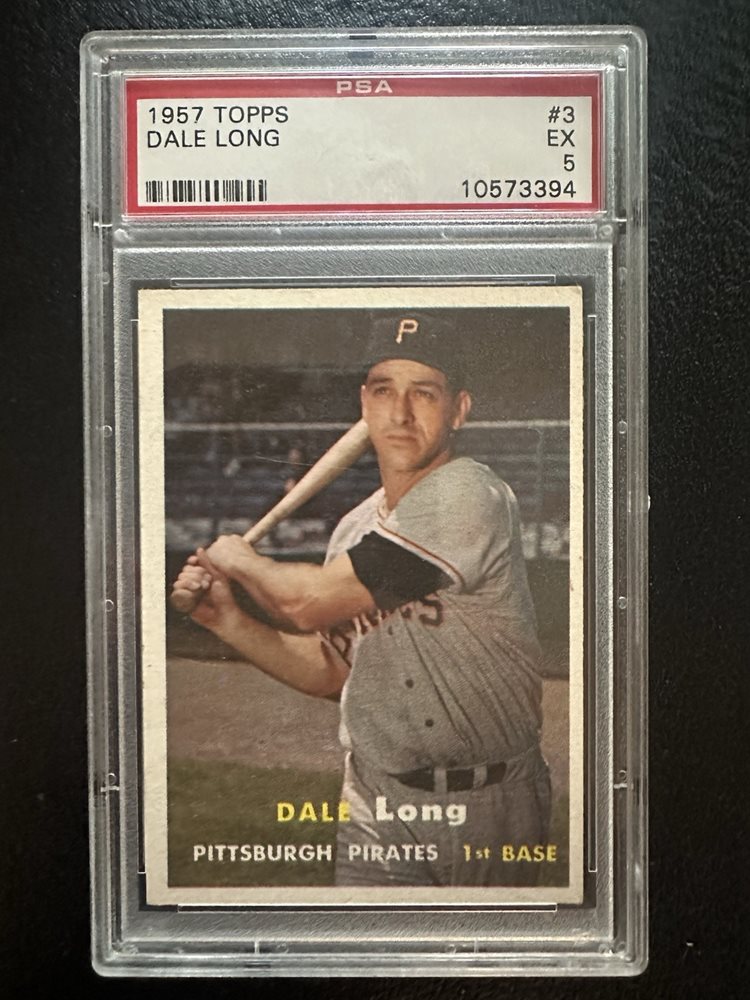 PSA
1957 TOPPS #3
DALE LONG EX
5
10573394
P
DALE Long
PITTSBURGH PIRATES 1st BASE